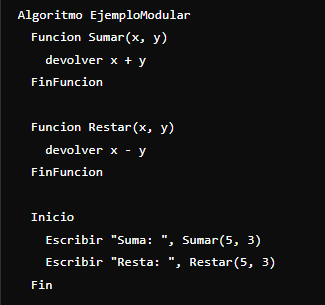 Algoritmo EjemploModular
Funcion Sumar(x, y)
devolver x + y
FinFuncion
Funcion Restar(x, y)
devolver x - y
FinFuncion
Inicio
Escribir "Suma: ", Sumar(5, 3)
Escribir "Resta: ", Restar(5, 3)
Fin